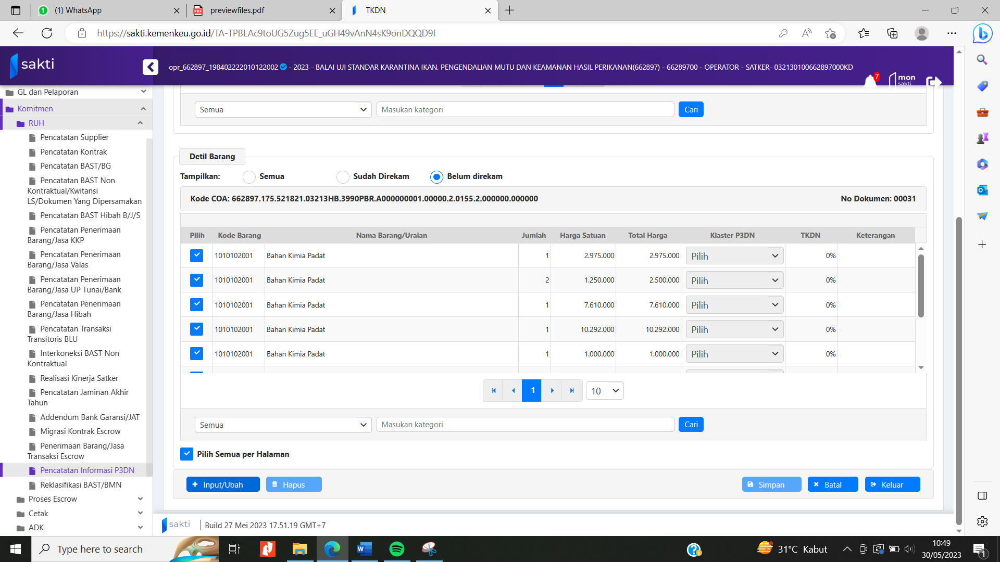 (1) WhatsApp
previewfiles.pdf
TKDN
https://sakti.kemenkeu.go.id/TA-TPBLAc9toUG5Zug5EE_uGH49vAnN4sK9onDQQD9I
sakti
opr_662897_198402222010122002 - 2023 - BALAI UJI STANDAR KARANTINA IKAN, PENGENDALIAN MUTU DAN KEAMANAN HASIL PERIKANAN(662897) - 66289700 - OPERATOR - SATKER- 032130100662897000KD
7
mon
sakti
GL dan Pelaporan
Komitmen
RUH
Pencatatan Supplier
Pencatatan Kontrak
Pencatatan BAST/BG
Pencatatan BAST Non
Kontraktual/Kwitansi
LS/Dokumen Yang Dipersamakan
Pencatatan BAST Hibah B/J/S
Pencatatan Penerimaan
Barang/Jasa KKP
Pencatatan Penerimaan
Barang/Jasa Valas
Pencatatan Penerimaan
Barang/Jasa UP Tunai/Bank
Pencatatan Penerimaan
Barang/Jasa Hibah
Pencatatan Transaksi
Transitoris BLU
Interkoneksi BAST Non
Kontraktual
Realisasi Kinerja Satker
Pencatatan Jaminan Akhir
Tahun
Addendum Bank Garansi/JAT
Migrasi Kontrak Escrow
Penerimaan Barang/Jasa
Transaksi Escrow
Pencatatan Informasi P3DN
Reklasifikasi BAST/BMN
Proses Escrow
Cetak
ADK
Semua Masukan kategori Cari
Detil Barang
Tampilkan: Semua Sudah Direkam Belum direkam
Kode COA: 662897.175.521821.03213HB.3990PBR.A000000001.00000.2.0155.2.000000.000000 No Dokumen: 00031
Pilih Kode Barang Nama Barang/Uraian Jumlah Harga Satuan Total Harga Klaster P3DN TKDN Keterangan
1010102001 Bahan Kimia Padat 1 2.975.000 2.975.000 Pilih 0%
1010102001 Bahan Kimia Padat 2 1.250.000 2.500.000 Pilih 0%
1010102001 Bahan Kimia Padat 1 7.610.000 7.610.000 Pilih 0%
1010102001 Bahan Kimia Padat 1 10.292.000 10.292.000 Pilih 0%
1010102001 Bahan Kimia Padat 1 1.000.000 1.000.000 Pilih 0%
1 10
Semua Masukan kategori Cari
Pilih Semua per Halaman
Input/Ubah Hapus Simpan Batal Keluar
sakti Build 27 Mei 2023 17.51.19 GMT+7
Type here to search
31°C Kabut
10:49
30/05/2023
1